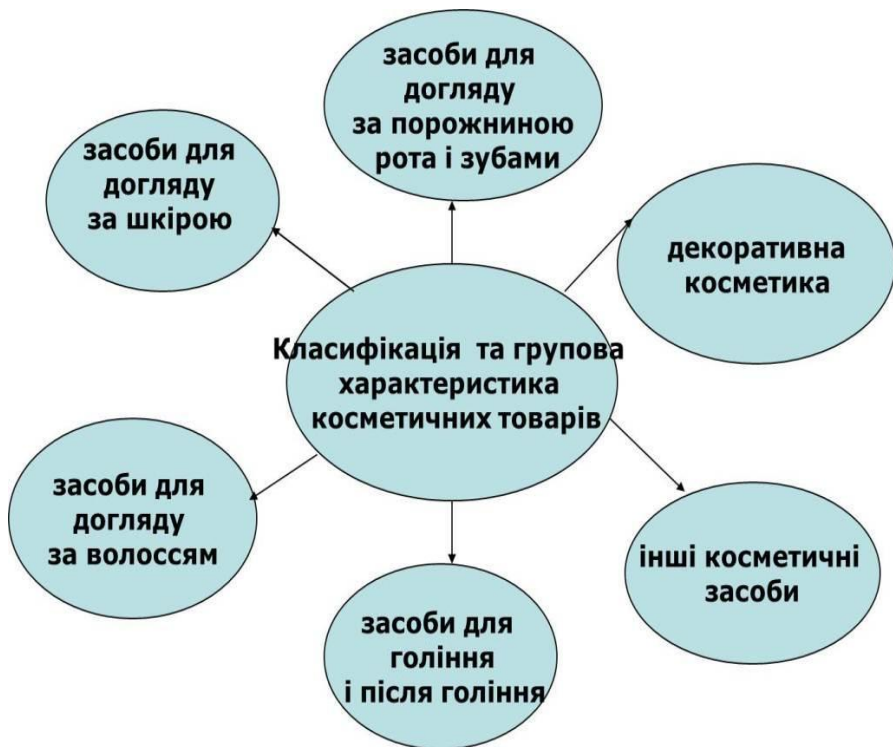 засоби для
догляду
за порожниною
рота і зубами
засоби для
догляду
за шкірою
декоративна
косметика
Класифікація та групова
характеристика
косметичних товарів
засоби для
догляду
за волоссям
інші косметичні
засоби
засоби для
гоління
і після гоління